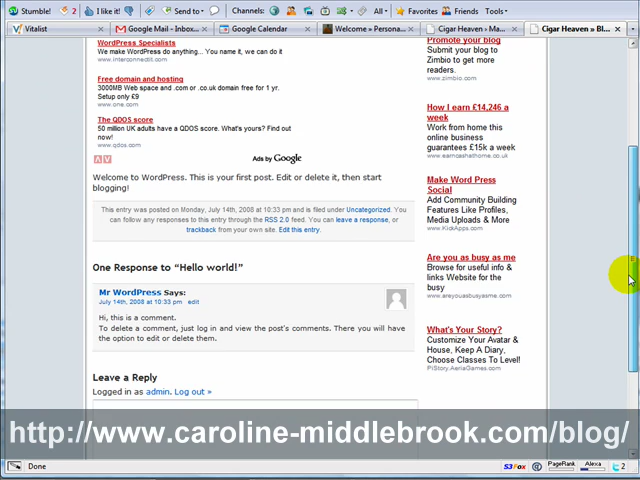 Stumble! 2 I like it! Send to Channels: All Favorites Friends Tools
Vitalist Google Mail - Inbox... Google Calendar Welcome » Persona... Cigar Heaven › Ma... Cigar Heaven » Bl...
WordPress Specialists
We make WordPress do anything... You name it, we can do it
www.interconnectit.com
Free domain and hosting
3000MB Web space and .com or .co.uk domain free for 1 yr.
Setup only £9
www.one.com
The QDOS score
50 million UK adults have a QDOS score. What's yours? Find out
now!
www.qdos.com
Ads by Google
Welcome to WordPress. This is your first post. Edit or delete it, then start
blogging!
This entry was posted on Monday, July 14th, 2008 at 10:33 pm and is filed under Uncategorized. You
can follow any responses to this entry through the RSS 2.0 feed. You can leave a response, or
trackback from your own site. Edit this entry.
One Response to “Hello world!”
Mr WordPress Says:
July 14th, 2008 at 10:33 pm edit
Hi, this is a comment.
To delete a comment, just log in and view the post's comments. There you will have
the option to edit or delete them.
Leave a Reply
Logged in as admin. Log out »
Promote your blog
Submit your blog to
Zimbio to get more
readers.
www.zimbio.com
How I earn £14,246 a
week
Work from home this
online business
guarantees £15k a week
www.earncashathome.co.uk
Make Word Press
Social
Add Community Building
Features Like Profiles,
Media Uploads & More
www.KickApps.com
Are you as busy as me
Browse for useful info &
links Website for the
busy
www.areyouasbusyasme.com
What's Your Story?
Customize Your Avatar &
House, Keep A Diary,
Choose Classes To Level!
PiStory.AeriaGames.com
http://www.caroline-middlebrook.com/blog/
Done S3Fox PageRank Alexa 2